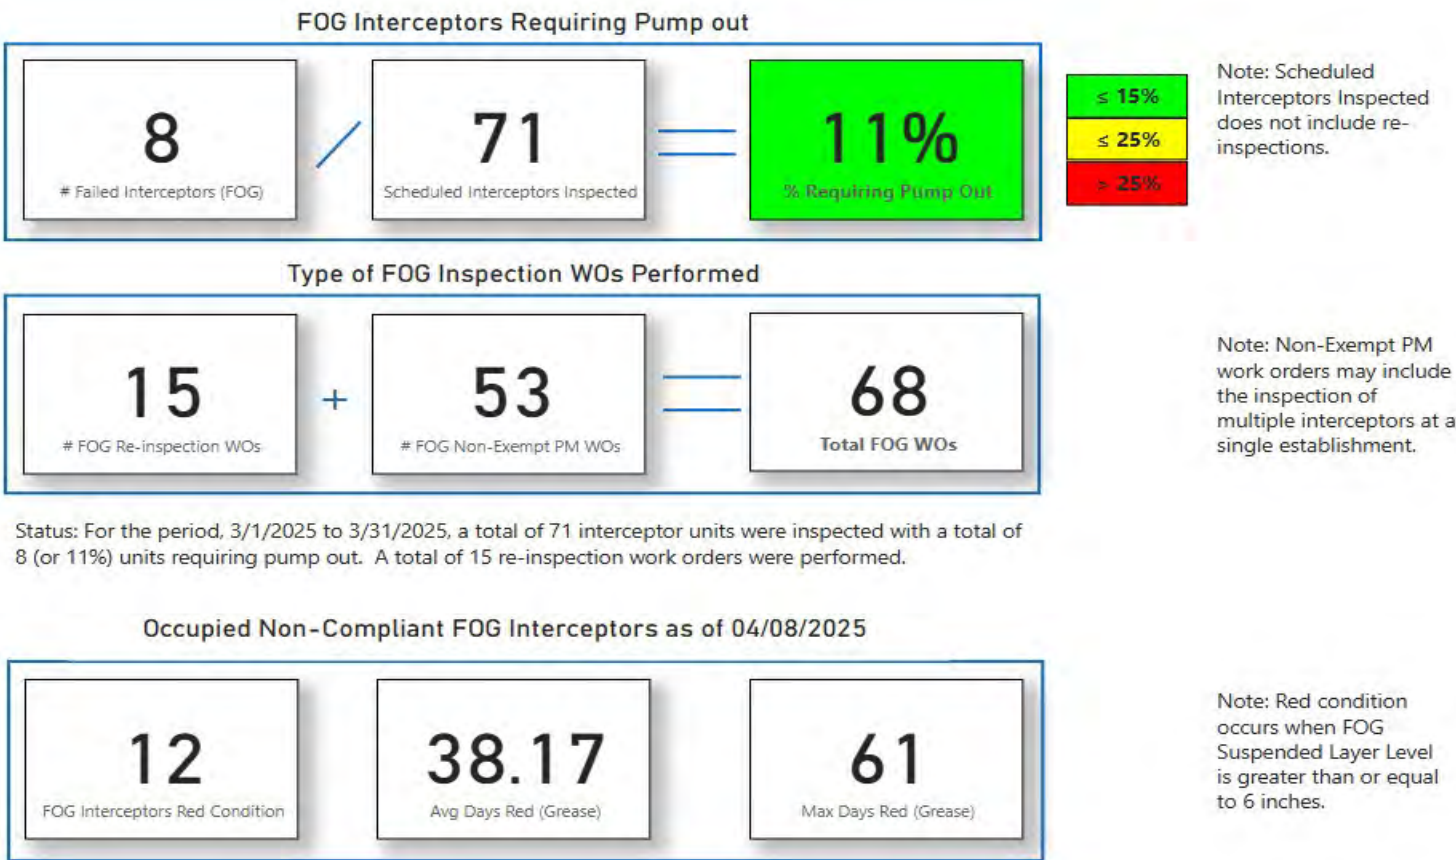 FOG Interceptors Requiring Pump out
8
# Failed Interceptors (FOG)
/
71
Scheduled Interceptors Inspected
=
11%
% Requiring Pump Out
≤ 15%
≤ 25%
> 25%
Note: Scheduled
Interceptors Inspected
does not include re-
inspections.
Type of FOG Inspection WOs Performed
15
# FOG Re-inspection WOs
+
53
# FOG Non-Exempt PM WOs
=
68
Total FOG WOs
Note: Non-Exempt PM
work orders may include
the inspection of
multiple interceptors at a
single establishment.
Status: For the period, 3/1/2025 to 3/31/2025, a total of 71 interceptor units were inspected with a total of
8 (or 11%) units requiring pump out.  A total of 15 re-inspection work orders were performed.
Occupied Non-Compliant FOG Interceptors as of 04/08/2025
12
FOG Interceptors Red Condition
38.17
Avg Days Red (Grease)
61
Max Days Red (Grease)
Note: Red condition
occurs when FOG
Suspended Layer Level
is greater than or equal
to 6 inches.